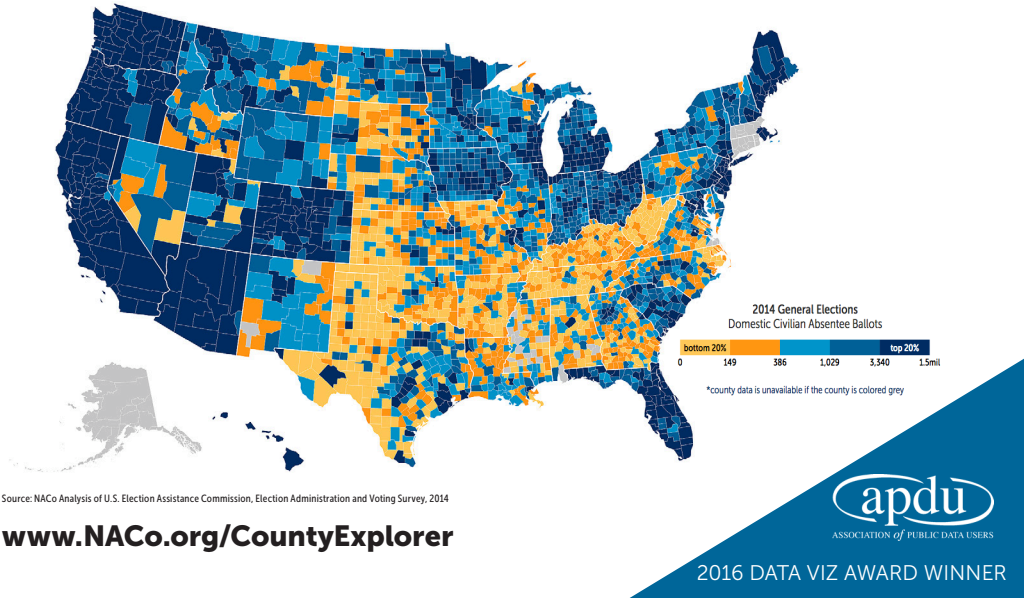 2014 General Elections
Domestic Civilian Absentee Ballots
bottom 20% top 20%
0 149 386 1,029 3,340 1.5mil
*county data is unavailable if the county is colored grey
Source: NACo Analysis of U.S. Election Assistance Commission, Election Administration and Voting Survey, 2014
www.NACo.org/CountyExplorer
apdu
ASSOCIATION of PUBLIC DATA USERS
2016 DATA VIZ AWARD WINNER